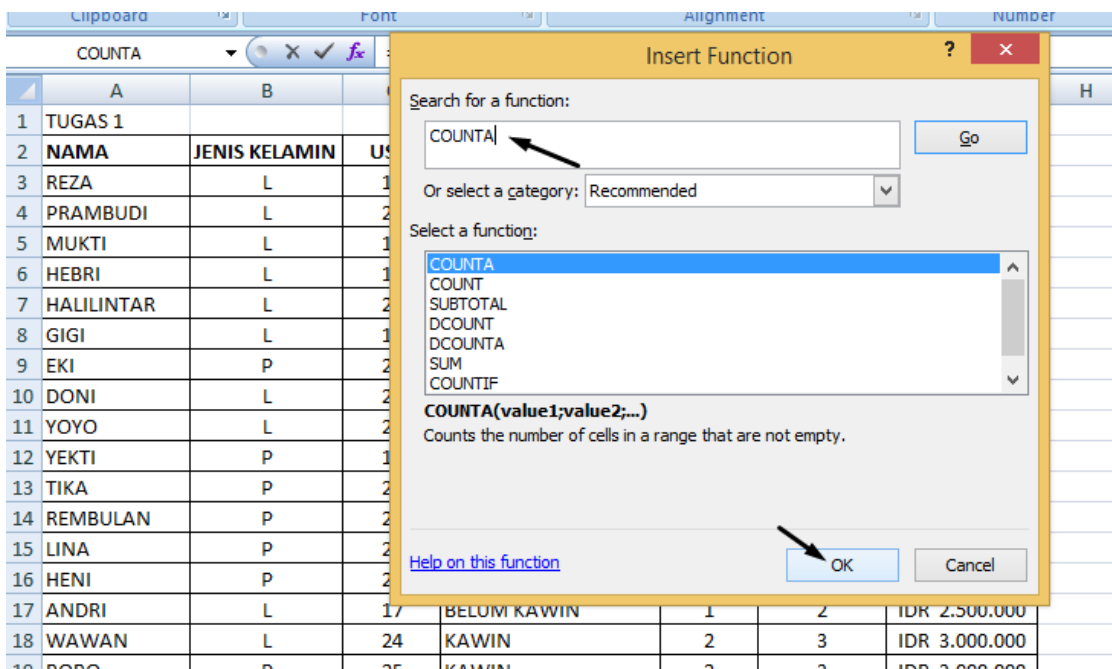 Clipboard Font Alignment Number
COUNTA fx
Insert Function ?
A B H
Search for a function:
COUNTA
Go
Or select a category: Recommended
Select a function:
COUNTA
COUNT
SUBTOTAL
DCOUNT
DCOUNTA
SUM
COUNTIF
COUNTA(value1;value2;...)
Counts the number of cells in a range that are not empty.
Help on this function
OK
Cancel
1 TUGAS 1
2 NAMA JENIS KELAMIN
3 REZA L
4 PRAMBUDI L
5 MUKTI L
6 HEBRI L
7 HALILINTAR L
8 GIGI L
9 EKI P
10 DONI L
11 YOYO L
12 YEKTI P
13 TIKA P
14 REMBULAN P
15 LINA P
16 HENI P
17 ANDRI L 17 BELUM KAWIN 1 2 IDR 2.500.000
18 WAWAN L 24 KAWIN 2 3 IDR 3.000.000